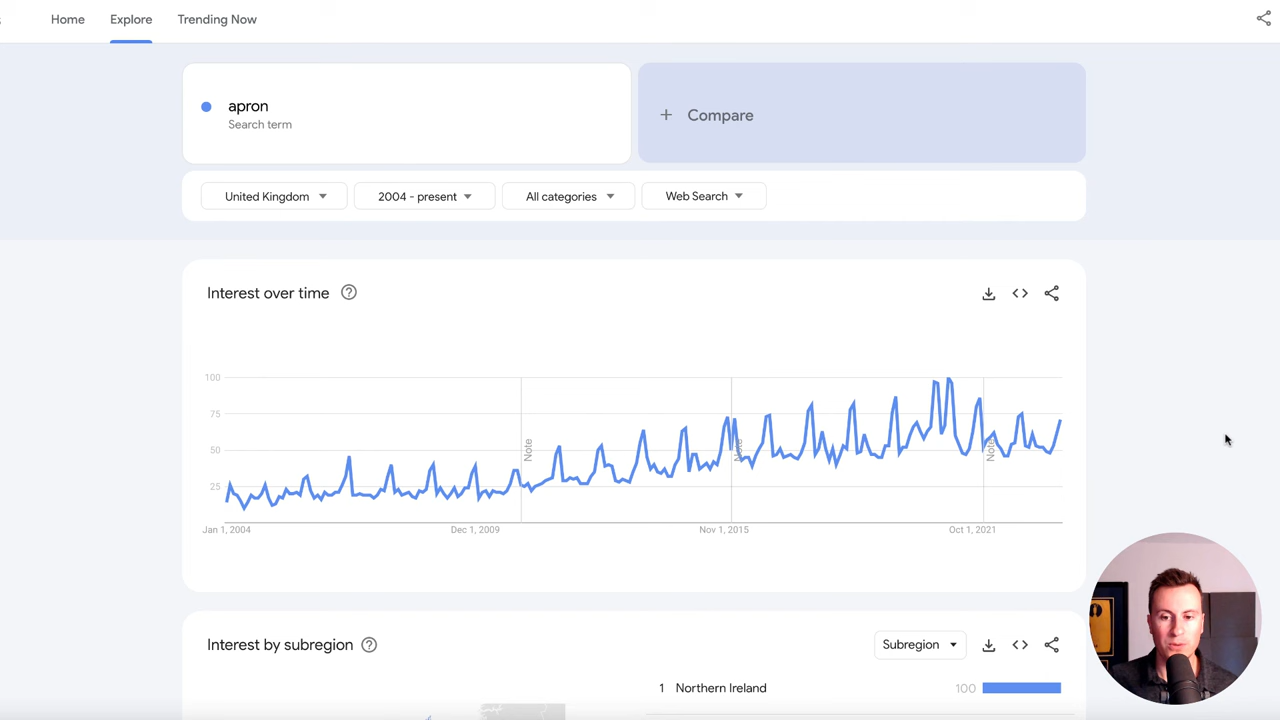 Home Explore Trending Now
apron
Search term
+ Compare
United Kingdom 2004 - present All categories Web Search
Interest over time
100
75
50
25
Note
Note
Note
Jan 1, 2004 Dec 1, 2009 Nov 1, 2015 Oct 1, 2021
Interest by subregion
Subregion
1 Northern Ireland 100